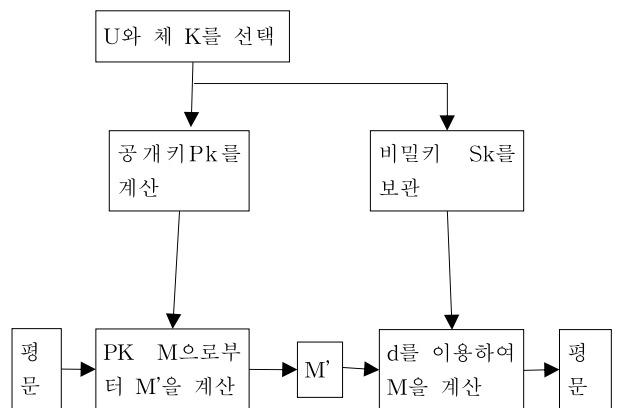 U와 체 K를 선택
공개키Pk를
계산
비밀키 Sk를
보관
평
문
PK M으로부
터 M'을 계산
M'
d를 이용하여
M을 계산
평
문